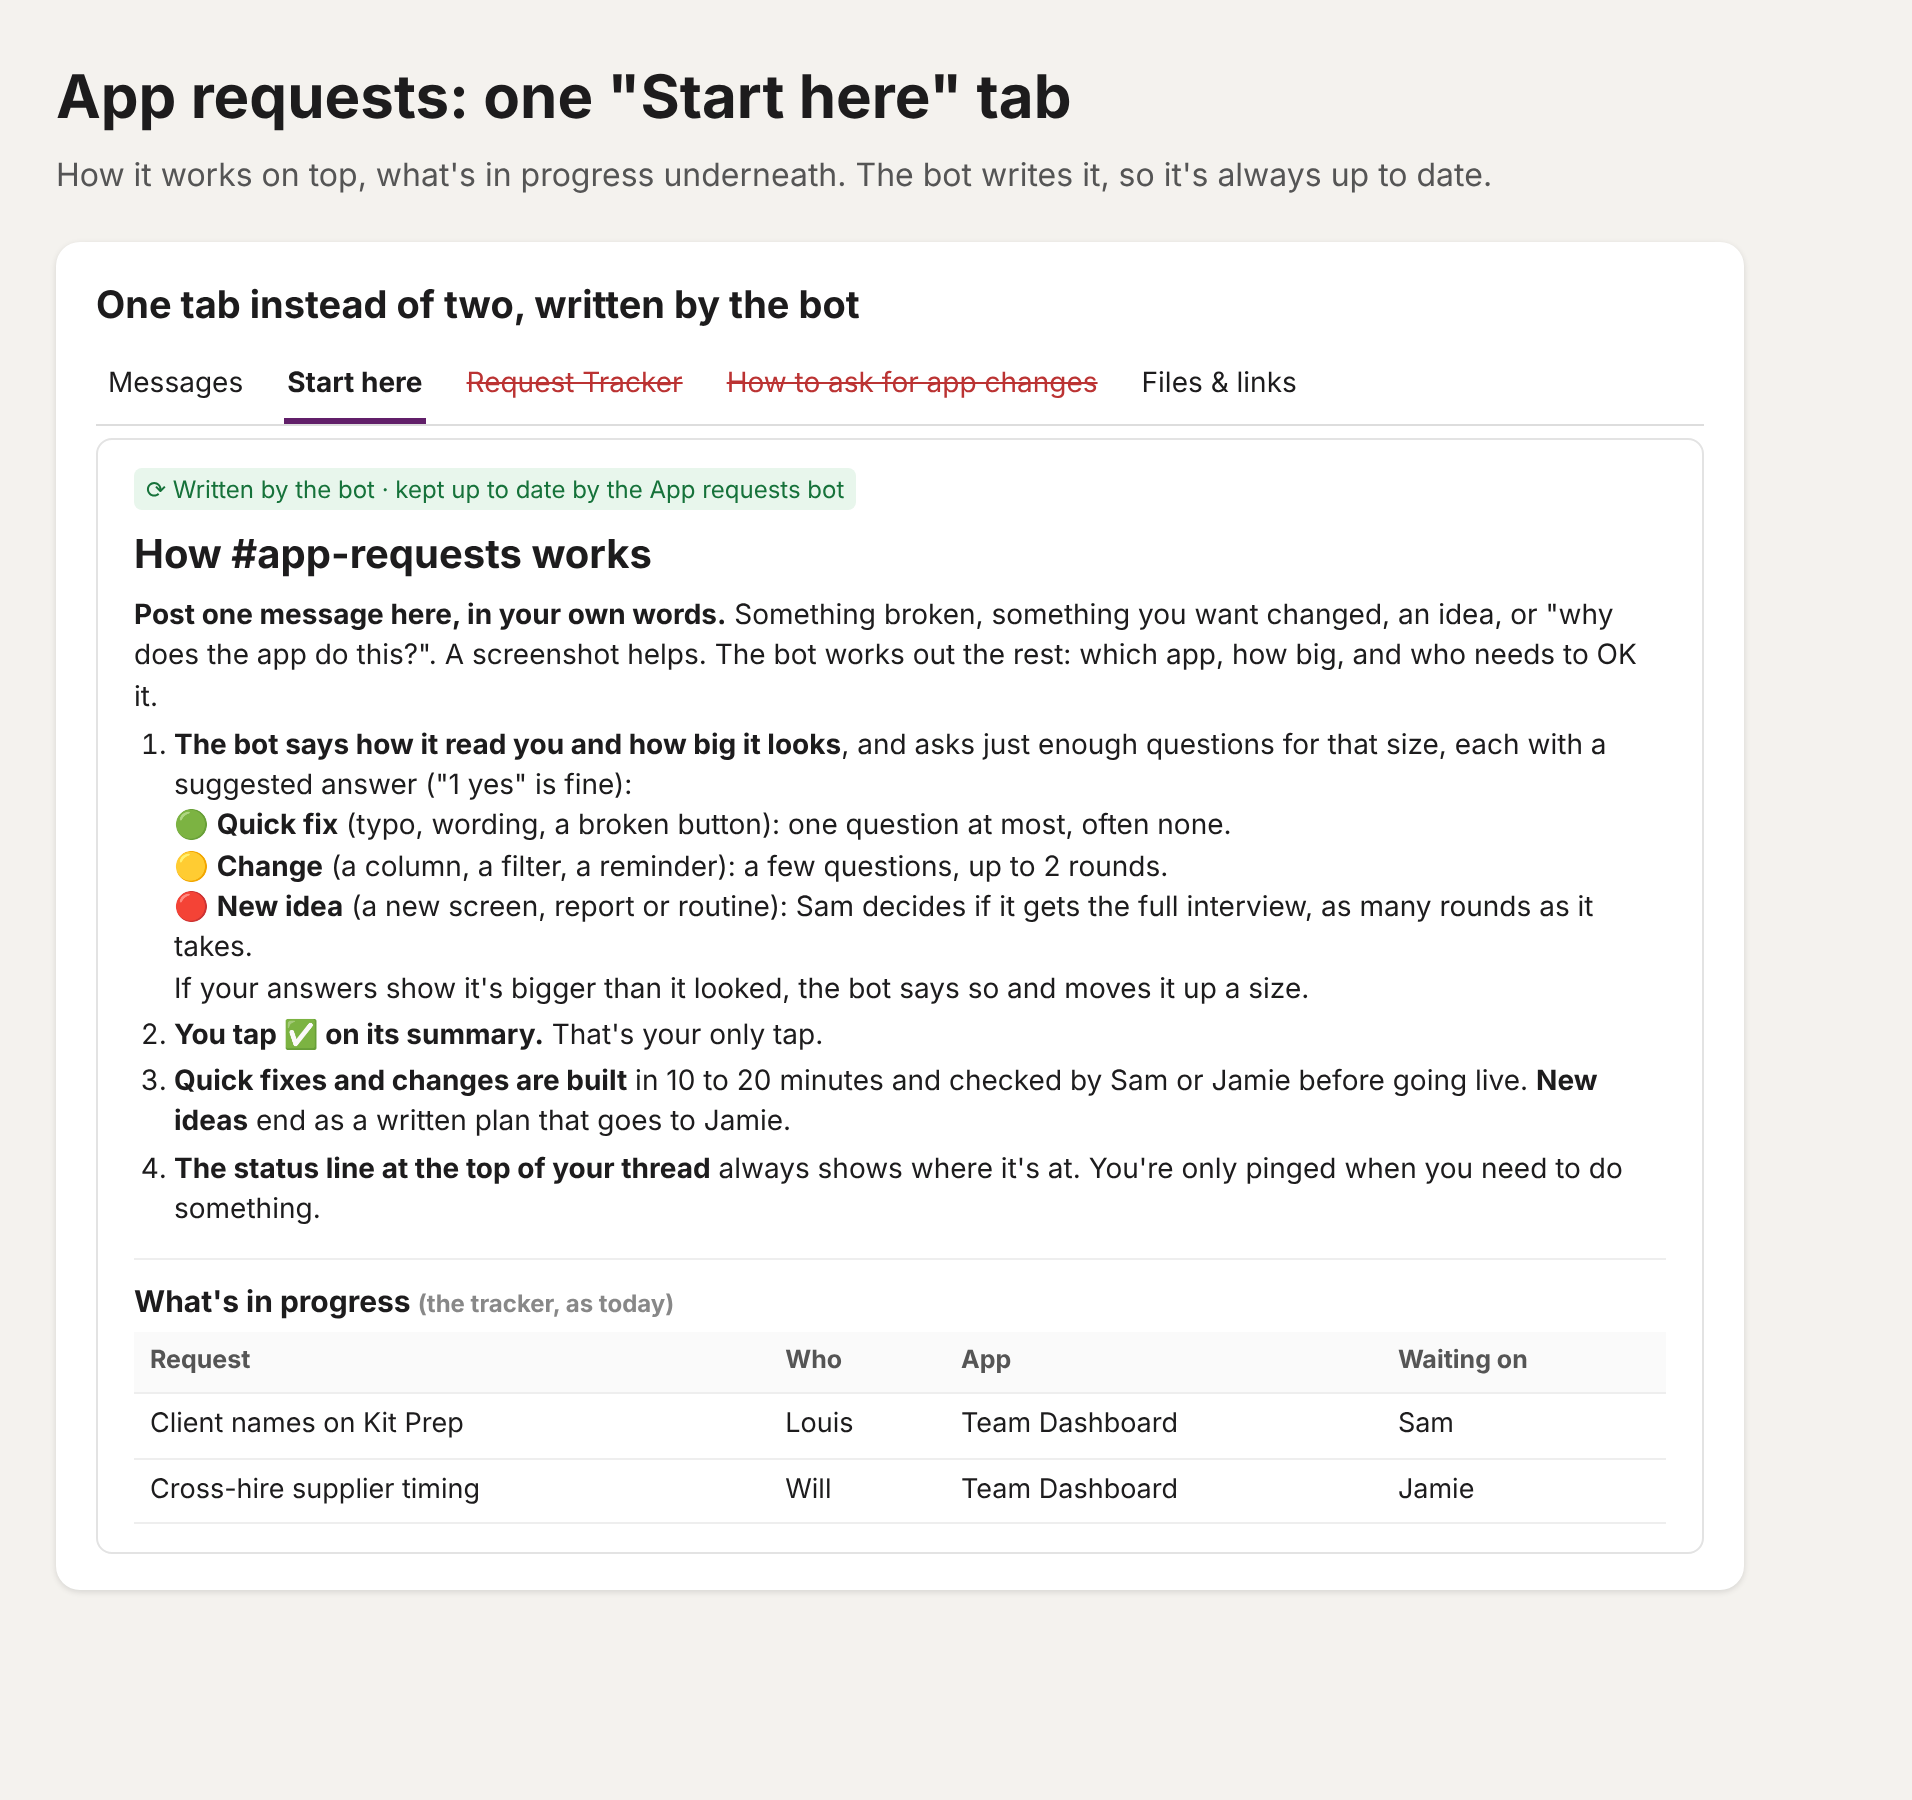 App requests: one "Start here" tab
How it works on top, what's in progress underneath. The bot writes it, so it's always up to date.
One tab instead of two, written by the bot
Messages Start here Request Tracker How to ask for app changes Files & links
⟳ Written by the bot · kept up to date by the App requests bot
How #app-requests works
Post one message here, in your own words. Something broken, something you want changed, an idea, or "why
does the app do this?". A screenshot helps. The bot works out the rest: which app, how big, and who needs to OK
it.
1. The bot says how it read you and how big it looks, and asks just enough questions for that size, each with a
suggested answer ("1 yes" is fine):
🟢 Quick fix (typo, wording, a broken button): one question at most, often none.
🟡 Change (a column, a filter, a reminder): a few questions, up to 2 rounds.
🔴 New idea (a new screen, report or routine): Sam decides if it gets the full interview, as many rounds as it
takes.
If your answers show it's bigger than it looked, the bot says so and moves it up a size.
2. You tap ✅ on its summary. That's your only tap.
3. Quick fixes and changes are built in 10 to 20 minutes and checked by Sam or Jamie before going live. New
ideas end as a written plan that goes to Jamie.
4. The status line at the top of your thread always shows where it's at. You're only pinged when you need to do
something.
What's in progress (the tracker, as today)
Request Who App Waiting on
Client names on Kit Prep Louis Team Dashboard Sam
Cross-hire supplier timing Will Team Dashboard Jamie